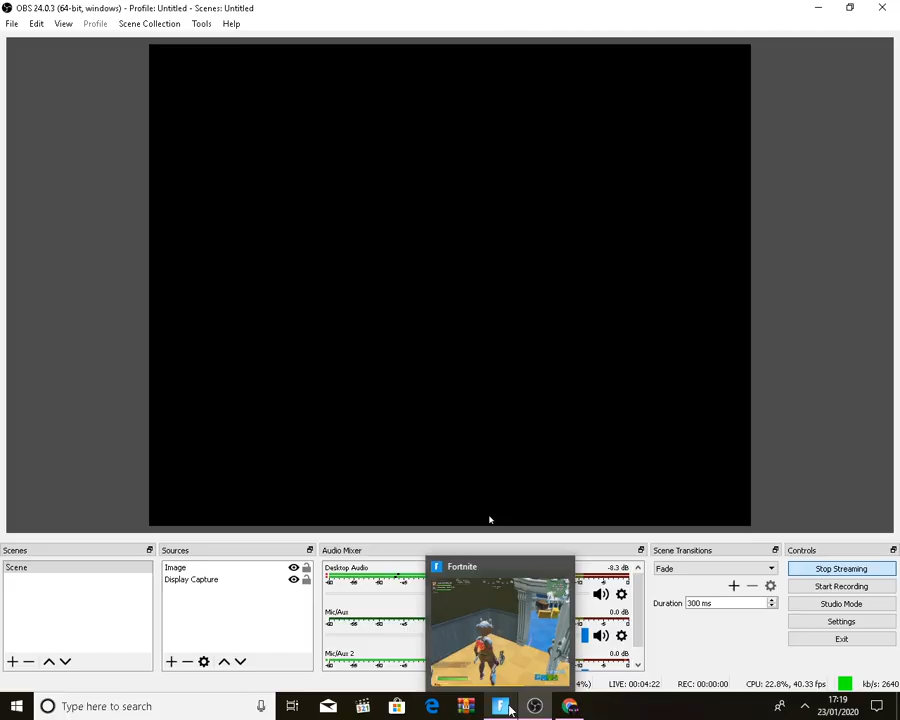 OBS 24.0.3 (64-bit, windows) - Profile: Untitled - Scenes: Untitled
File Edit View Profile Scene Collection Tools Help
Scenes
Sources
Audio Mixer
Scene Transitions
Controls
Scene
Image
Display Capture
Desktop Audio -8.3 dB
Mic/Aux 0.0 dB
Mic/Aux 2 0.0 dB
Fortnite
Fade
Duration 300 ms
Stop Streaming
Start Recording
Studio Mode
Settings
Exit
4%) LIVE: 00:04:22 REC: 00:00:00 CPU: 22.8%, 40.33 fps kb/s: 2640
Type here to search
17:19
23/01/2020